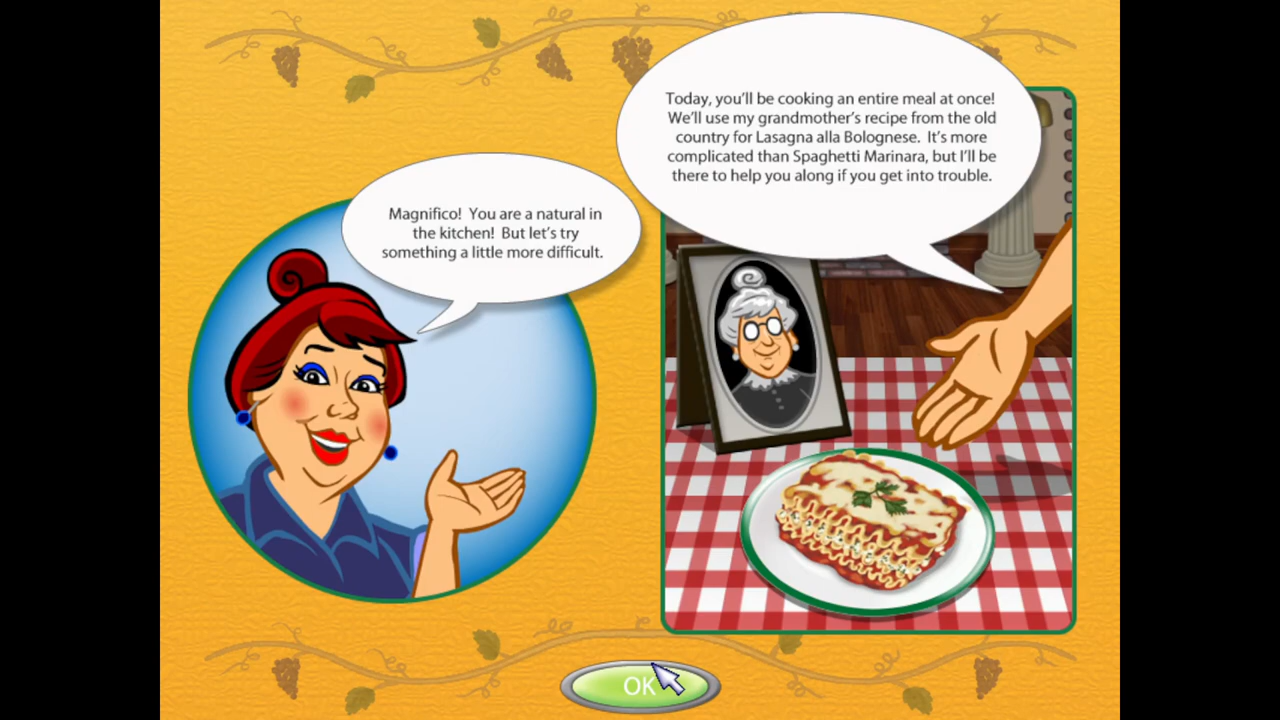 Magnifico! You are a natural in
the kitchen! But let's try
something a little more difficult.
Today, you'll be cooking an entire meal at once!
We'll use my grandmother's recipe from the old
country for Lasagna alla Bolognese. It's more
complicated than Spaghetti Marinara, but I'll be
there to help you along if you get into trouble.
OK